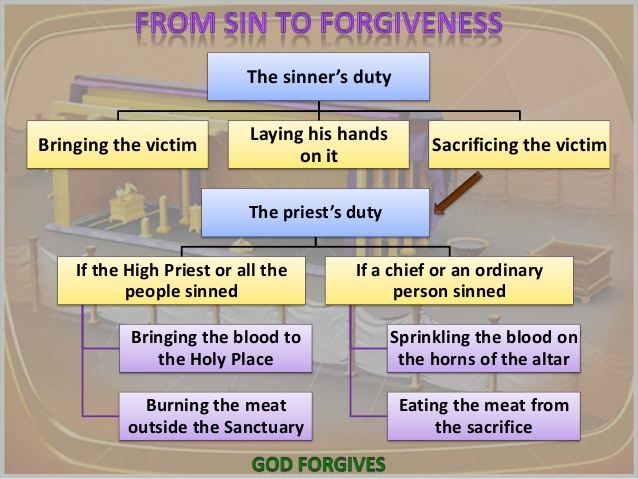 FROM SIN TO FORGIVENESS
The sinner's duty
Bringing the victim
Laying his hands
on it
Sacrificing the victim
The priest's duty
If the High Priest or all the
people sinned
If a chief or an ordinary
person sinned
Bringing the blood to
the Holy Place
Sprinkling the blood on
the horns of the altar
Burning the meat
outside the Sanctuary
Eating the meat from
the sacrifice
GOD FORGIVES